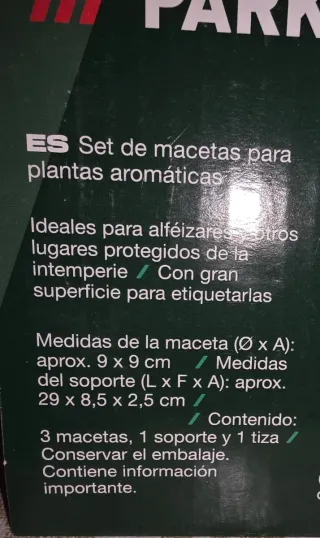 /// PARK
ES Set de macetas para
plantas aromáticas
Ideales para alféizares y otros
lugares protegidos de la
intemperie / Con gran
superficie para etiquetarlas
Medidas de la maceta (Ø x A):
aprox. 9 x 9 cm / Medidas
del soporte (L x F x A): aprox.
29 x 8,5 x 2,5 cm /
/ Contenido:
3 macetas, 1 soporte y 1 tiza /
Conservar el embalaje.
Contiene información
importante.